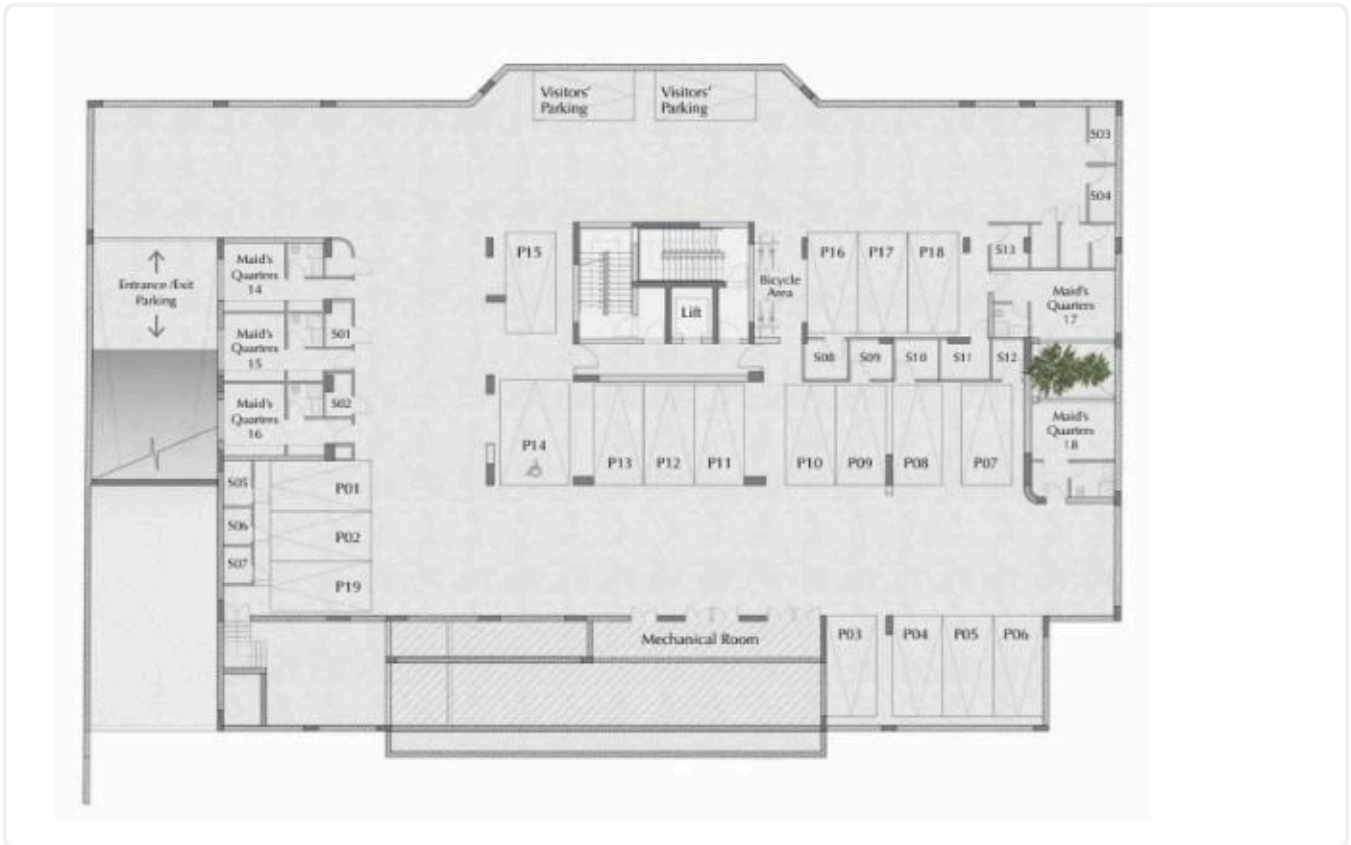 Visitors'
Parking
Visitors'
Parking
S03
S04
Entrance /Exit
Parking
Maid's
Quarters
14
P15
Lift
Bicycle
Area
P16
P17
P18
S13
Maid's
Quarters
17
Maid's
Quarters
15
S01
S08
S09
S10
S11
S12
Maid's
Quarters
16
S02
Maid's
Quarters
18
P14
P13
P12
P11
P10
P09
P08
P07
S05
P01
S06
P02
S07
P19
Mechanical Room
P03
P04
P05
P06